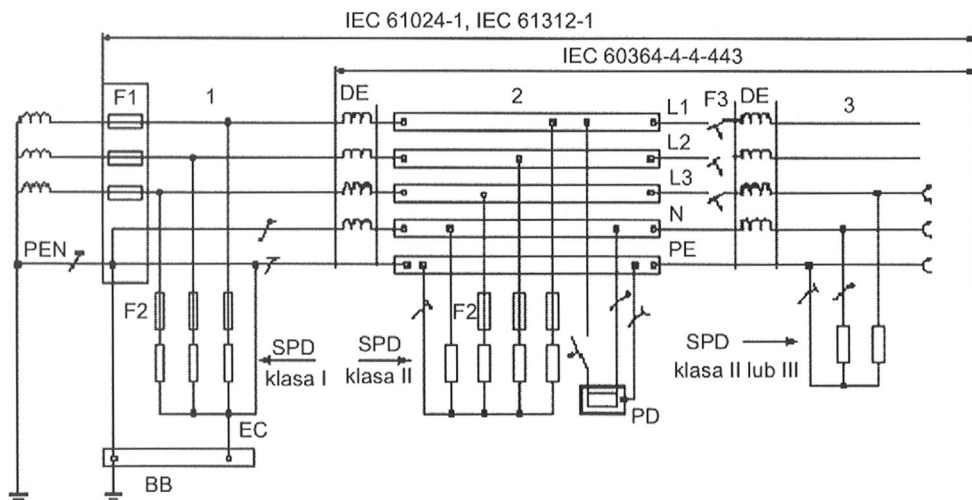 IEC 61024-1, IEC 61312-1
IEC 60364-4-4-443
F1
1
DE
2
L1
F3
DE
3
L2
L3
N
PEN
PE
F2
F2
SPD
klasa I
SPD
klasa II
SPD
klasa II lub III
PD
EC
BB